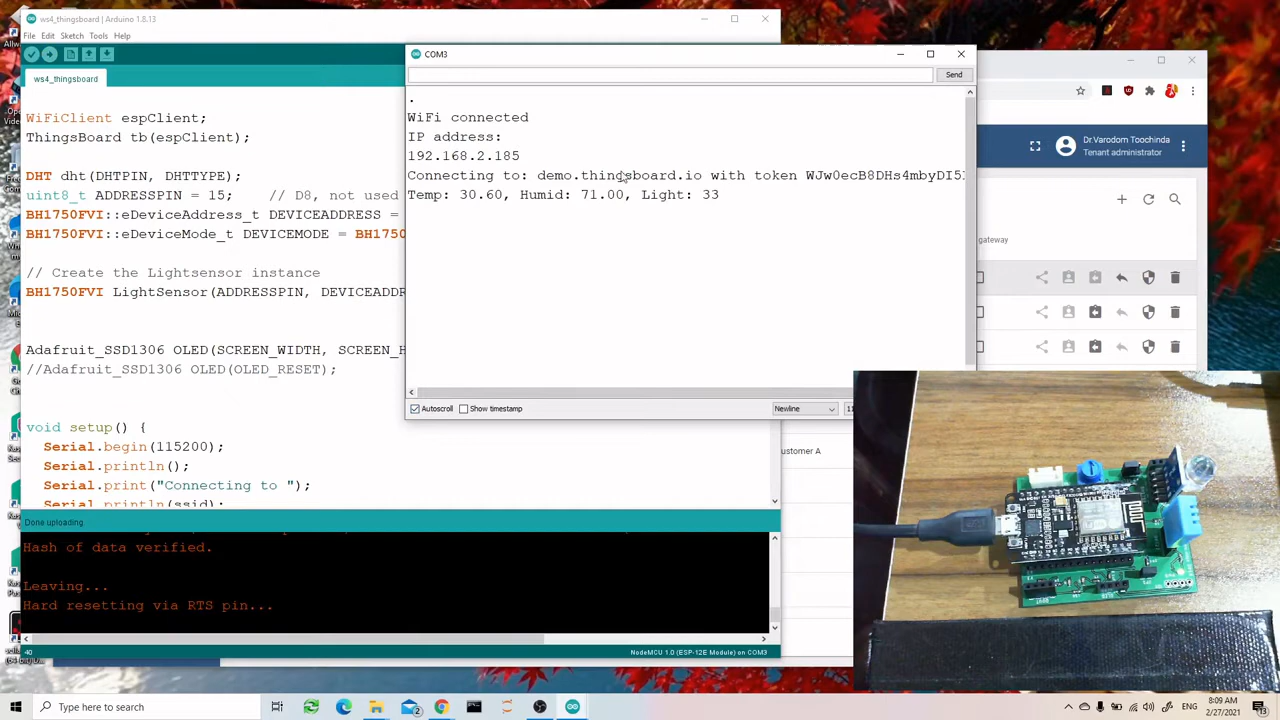 ws4_thingsboard | Arduino 1.8.13
File Edit Sketch Tools Help
ws4_thingsboard
WiFiClient espClient;
ThingsBoard tb(espClient);
DHT dht(DHTPIN, DHTTYPE);
uint8_t ADDRESSPIN = 15; // D8, not used
BH1750FVI::eDeviceAddress_t DEVICEADDRESS =
BH1750FVI::eDeviceMode_t DEVICEMODE = BH1750
// Create the Lightsensor instance
BH1750FVI LightSensor(ADDRESSPIN, DEVICEADDR
Adafruit_SSD1306 OLED(SCREEN_WIDTH, SCREEN_H
//Adafruit_SSD1306 OLED(OLED_RESET);
void setup() {
Serial.begin(115200);
Serial.println();
Serial.print("Connecting to ");
Serial.println(ssid);
Done uploading
Hash of data verified.
Leaving...
Hard resetting via RTS pin...
40
NodeMCU 1.0 (ESP-12E Module) on COM3
COM3
Send
.
WiFi connected
IP address:
192.168.2.185
Connecting to: demo.thingsboard.io with token WJw0ecB8DHs4mbyDI5
Temp: 30.60, Humid: 71.00, Light: 33
Autoscroll
Show timestamp
Newline
11
Dr.Varodom Toochinda
Tenant administrator
gateway
ustomer A
Type here to search
ENG
8:09 AM
2/27/2021
13